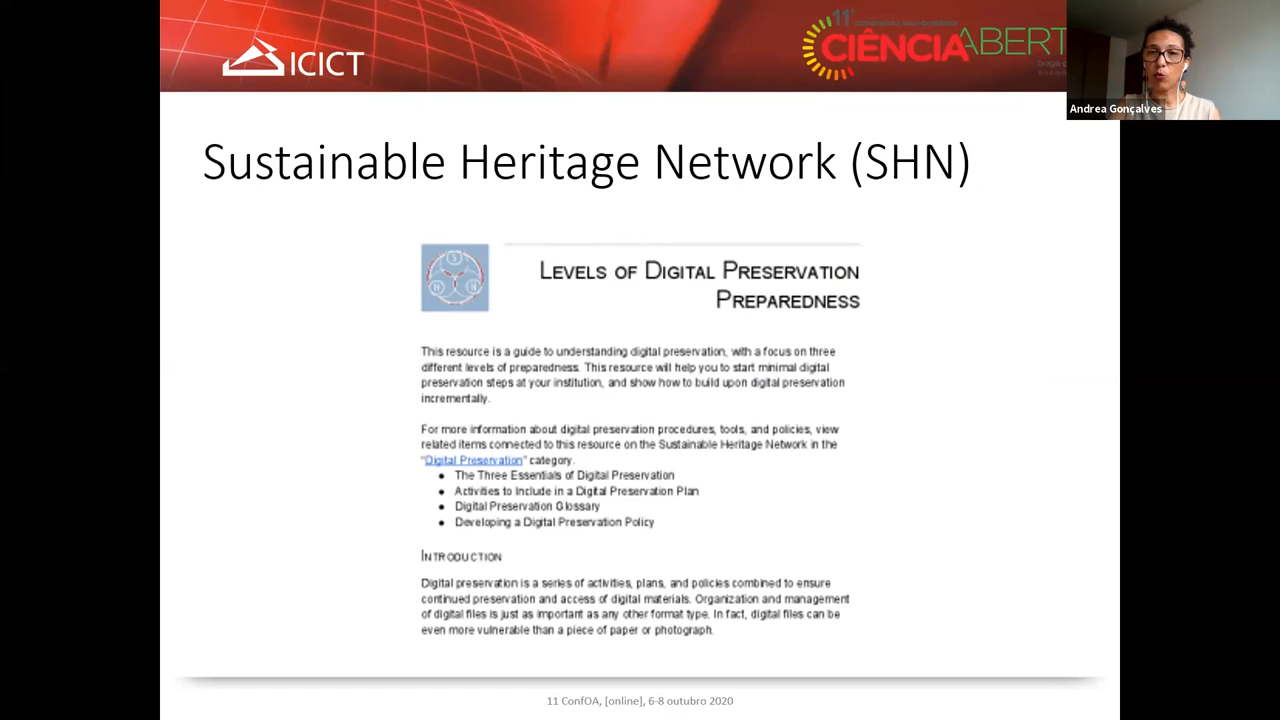 ICICT
11ª conferência luso-brasileira
CIÊNCIAABERT
Andrea Gonçalves
Sustainable Heritage Network (SHN)
LEVELS OF DIGITAL PRESERVATION
PREPAREDNESS
This resource is a guide to understanding digital preservation, with a focus on three
different levels of preparedness. This resource will help you to start minimal digital
preservation steps at your institution, and show how to build upon digital preservation
incrementally.
For more information about digital preservation procedures, tools, and policies, view
related items connected to this resource on the Sustainable Heritage Network in the
"Digital Preservation" category.
● The Three Essentials of Digital Preservation
● Activities to Include in a Digital Preservation Plan
● Digital Preservation Glossary
● Developing a Digital Preservation Policy
INTRODUCTION
Digital preservation is a series of activities, plans, and policies combined to ensure
continued preservation and access of digital materials. Organization and management
of digital files is just as important as any other format type. In fact, digital files can be
even more vulnerable than a piece of paper or photograph.
11 ConfOA, [online], 6-8 outubro 2020